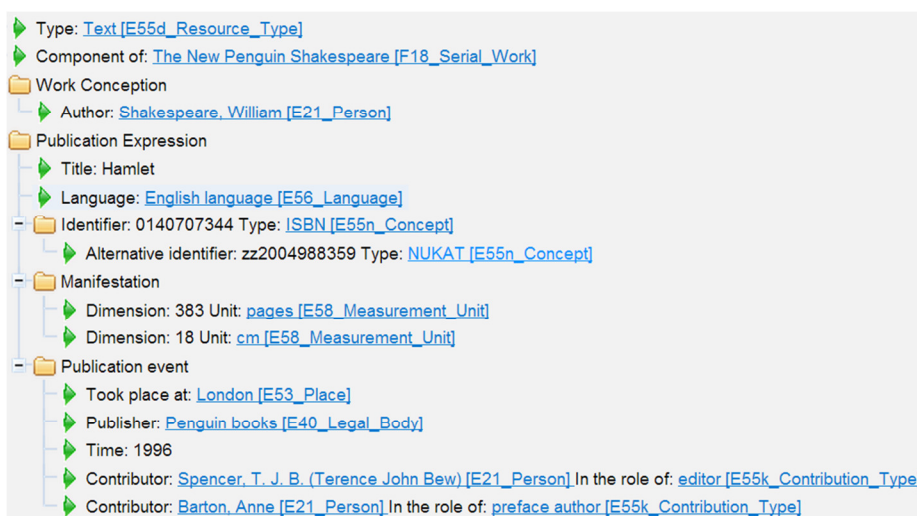 Type: Text [E55d_Resource_Type]
Component of: The New Penguin Shakespeare [F18_Serial_Work]
Work Conception
Author: Shakespeare, William [E21_Person]
Publication Expression
Title: Hamlet
Language: English language [E56_Language]
Identifier: 0140707344 Type: ISBN [E55n_Concept]
Alternative identifier: zz2004988359 Type: NUKAT [E55n_Concept]
Manifestation
Dimension: 383 Unit: pages [E58_Measurement_Unit]
Dimension: 18 Unit: cm [E58_Measurement_Unit]
Publication event
Took place at: London [E53_Place]
Publisher: Penguin books [E40_Legal_Body]
Time: 1996
Contributor: Spencer, T. J. B. (Terence John Bew) [E21_Person] In the role of: editor [E55k_Contribution_Type
Contributor: Barton, Anne [E21_Person] In the role of: preface author [E55k_Contribution_Type]